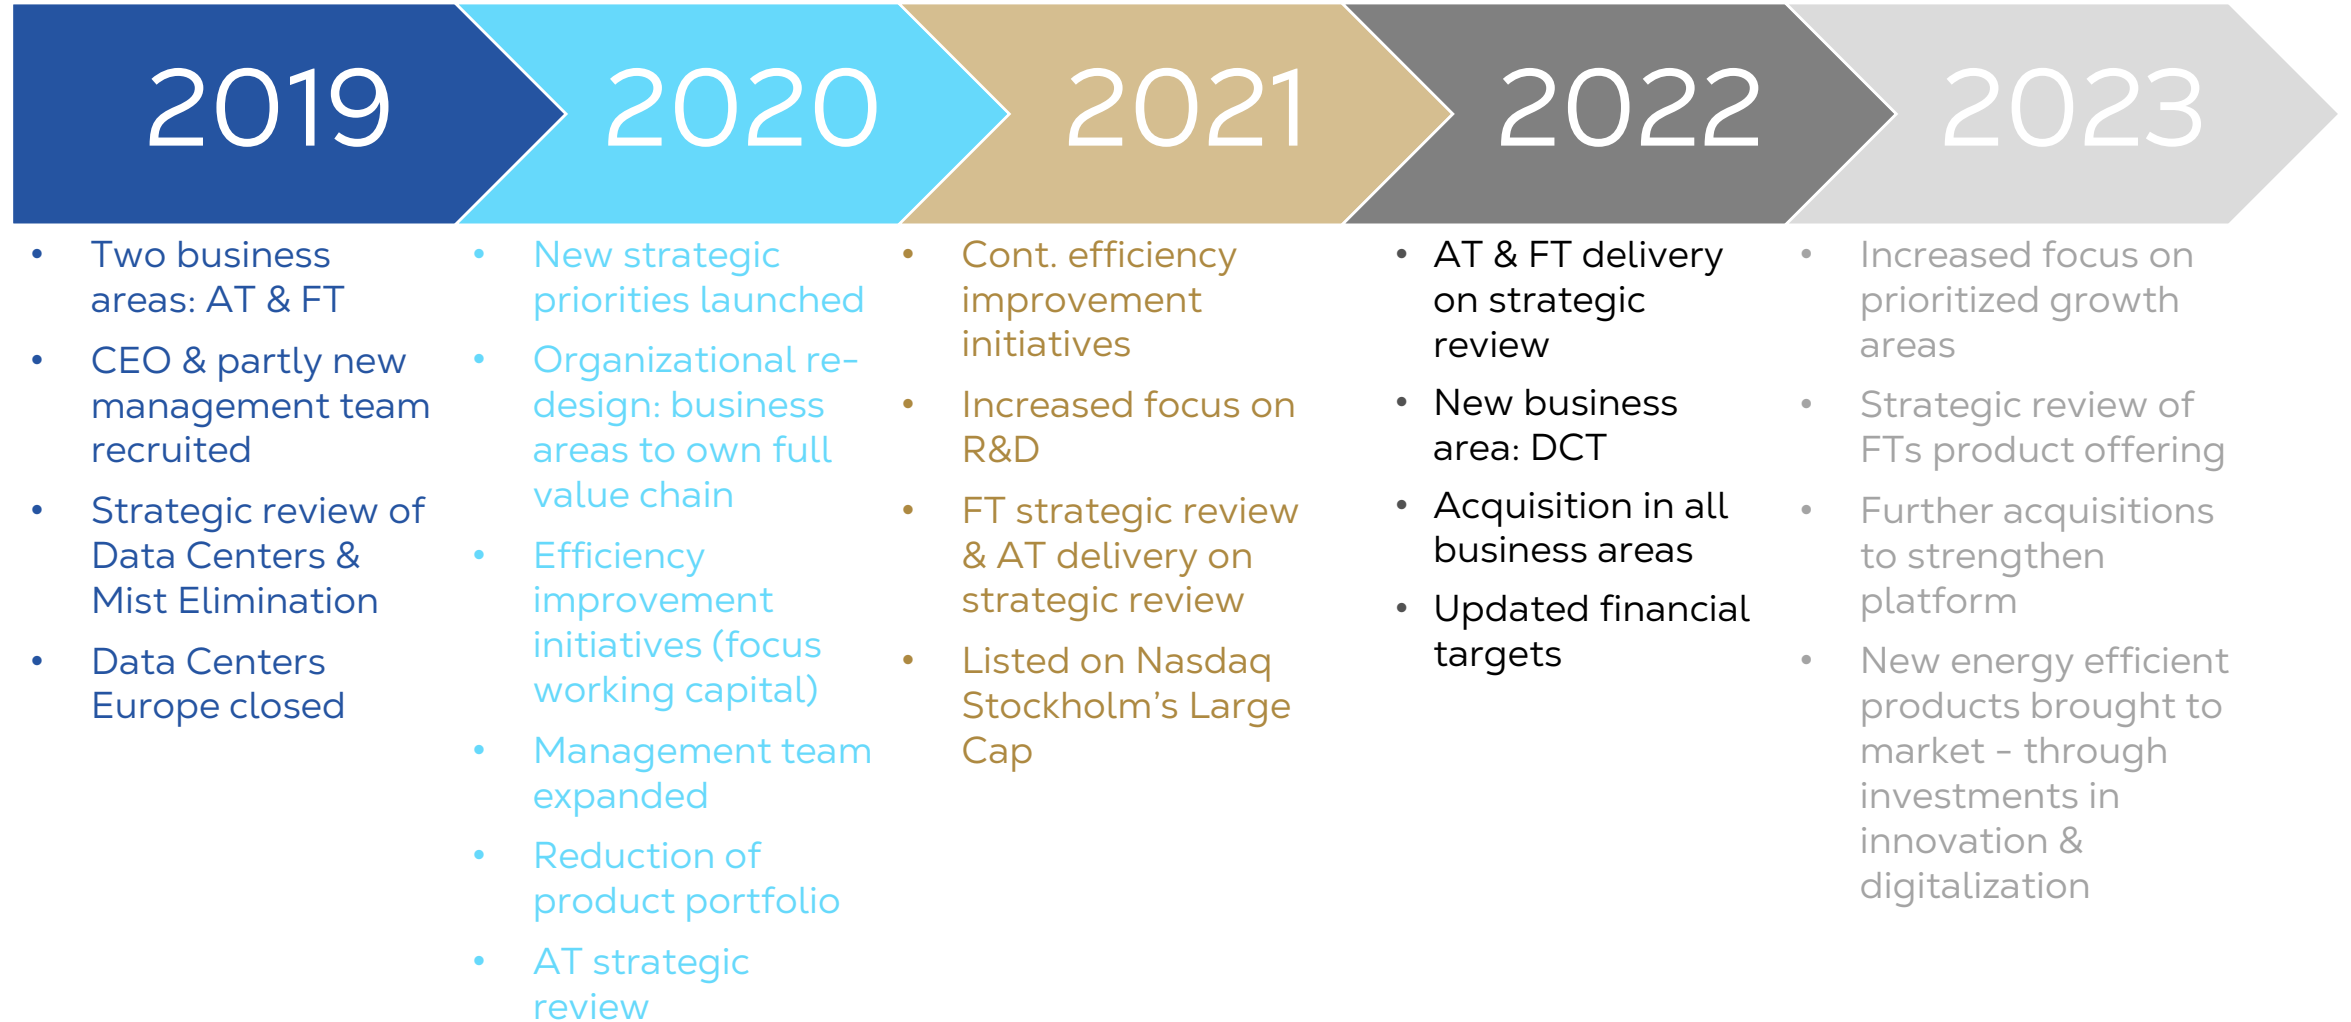 2019
2020
2021
2022
2023
• Two business
areas: AT & FT
• CEO & partly new
management team
recruited
• Strategic review of
Data Centers &
Mist Elimination
• Data Centers
Europe closed
• New strategic
priorities launched
• Organizational re-
design: business
areas to own full
value chain
• Efficiency
improvement
initiatives (focus
working capital)
• Management team
expanded
• Reduction of
product portfolio
• AT strategic
review
• Cont. efficiency
improvement
initiatives
• Increased focus on
R&D
• FT strategic review
& AT delivery on
strategic review
• Listed on Nasdaq
Stockholm’s Large
Cap
• AT & FT delivery
on strategic
review
• New business
area: DCT
• Acquisition in all
business areas
• Updated financial
targets
• Increased focus on
prioritized growth
areas
• Strategic review of
FTs product offering
• Further acquisitions
to strengthen
platform
• New energy efficient
products brought to
market - through
investments in
innovation &
digitalization